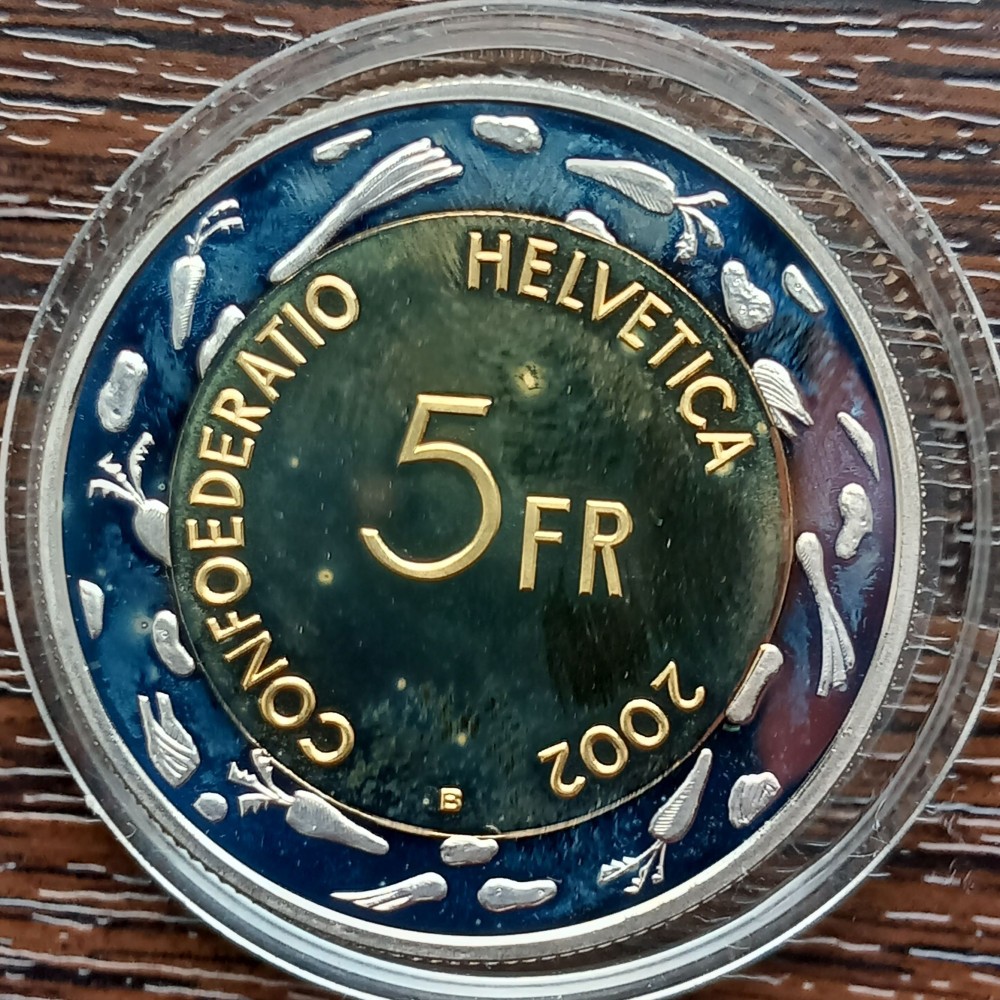 CONFOEDERATIO HELVETICA 2002
5 FR
B